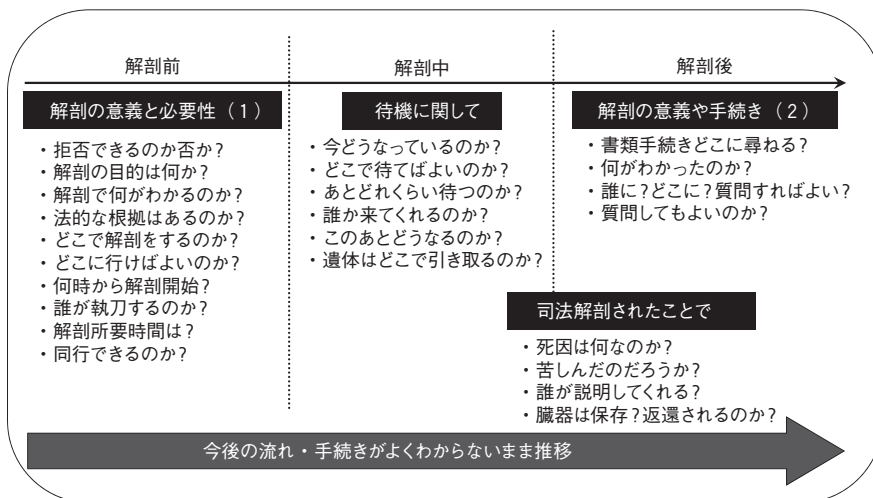 解剖前
解剖中
解剖後
解剖の意義と必要性（１）
・拒否できるのか否か？
・解剖の目的は何か？
・解剖で何がわかるのか？
・法的な根拠はあるのか？
・どこで解剖をするのか？
・どこに行けばよいのか？
・何時から解剖開始？
・誰が執刀するのか？
・解剖所要時間は？
・同行できるのか？
待機に関して
・今どうなっているのか？
・どこで待てばよいのか？
・あとどれくらい待つのか？
・誰か来てくれるのか？
・このあとどうなるのか？
・遺体はどこで引き取るのか？
解剖の意義や手続き（２）
・書類手続きどこに尋ねる？
・何がわかったのか？
・誰に？どこに？質問すればよい？
・質問してもよいのか？
司法解剖されたことで
・死因は何なのか？
・苦しんだのだろうか？
・誰が説明してくれる？
・臓器は保存？返還されるのか？
今後の流れ・手続きがよくわからないまま推移